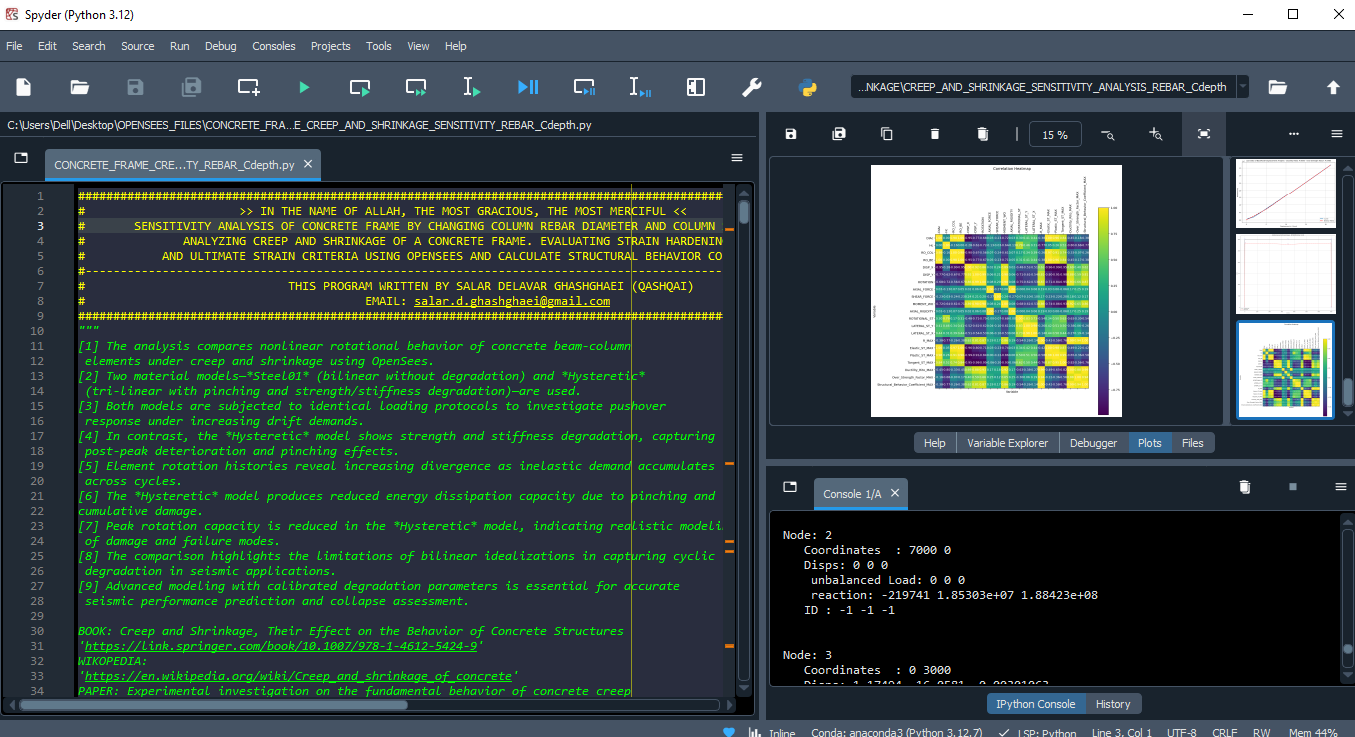 Spyder (Python 3.12)
File Edit Search Source Run Debug Consoles Projects Tools View Help
...NKAGE\CREEP_AND_SHRINKAGE_SENSITIVITY_ANALYSIS_REBAR_Cdepth
C:\Users\Dell\Desktop\OPENSEES_FILES\CONCRETE_FRA...E_CREEP_AND_SHRINKAGE_SENSITIVITY_REBAR_Cdepth.py
CONCRETE_FRAME_CRE...TY_REBAR_Cdepth.py
1 ###########################################################################################
2 # >> IN THE NAME OF ALLAH, THE MOST GRACIOUS, THE MOST MERCIFUL <<
3 # SENSITIVITY ANALYSIS OF CONCRETE FRAME BY CHANGING COLUMN REBAR DIAMETER AND COLUMN
4 # ANALYZING CREEP AND SHRINKAGE OF A CONCRETE FRAME. EVALUATING STRAIN HARDENIN
5 # AND ULTIMATE STRAIN CRITERIA USING OPENSEES AND CALCULATE STRUCTURAL BEHAVIOR CO
6 #------------------------------------------------------------------------------------------
7 # THIS PROGRAM WRITTEN BY SALAR DELAVAR GHASHGHAEI (QASHQAI)
8 # EMAIL: salar.d.ghashghaei@gmail.com
9 ###########################################################################################
10 """
11 [1] The analysis compares nonlinear rotational behavior of concrete beam-column
12 elements under creep and shrinkage using OpenSees.
13 [2] Two material models—*Steel01* (bilinear without degradation) and *Hysteretic*
14 (tri-linear with pinching and strength/stiffness degradation)—are used.
15 [3] Both models are subjected to identical loading protocols to investigate pushover
16 response under increasing drift demands.
17 [4] In contrast, the *Hysteretic* model shows strength and stiffness degradation, capturing
18 post-peak deterioration and pinching effects.
19 [5] Element rotation histories reveal increasing divergence as inelastic demand accumulates
20 across cycles.
21 [6] The *Hysteretic* model produces reduced energy dissipation capacity due to pinching and
22 cumulative damage.
23 [7] Peak rotation capacity is reduced in the *Hysteretic* model, indicating realistic modeli
24 of damage and failure modes.
25 [8] The comparison highlights the limitations of bilinear idealizations in capturing cyclic
26 degradation in seismic applications.
27 [9] Advanced modeling with calibrated degradation parameters is essential for accurate
28 seismic performance prediction and collapse assessment.
29
30 BOOK: Creep and Shrinkage, Their Effect on the Behavior of Concrete Structures
31 'https://link.springer.com/book/10.1007/978-1-4612-5424-9'
32 WIKOPEDIA:
33 'https://en.wikipedia.org/wiki/Creep_and_shrinkage_of_concrete'
34 PAPER: Experimental investigation on the fundamental behavior of concrete creep
15 %
Correlation Heatmap
Help Variable Explorer Debugger Plots Files
Console 1/A
Node: 2
Coordinates : 7000 0
Disps: 0 0 0
unbalanced Load: 0 0 0
reaction: -219741 1.85303e+07 1.88423e+08
ID : -1 -1 -1
Node: 3
Coordinates : 0 3000
IPython Console History
Inline Conda: anaconda3 (Python 3.12.7) LSP: Python Line 3, Col 1 UTF-8 CRLF RW Mem 44%